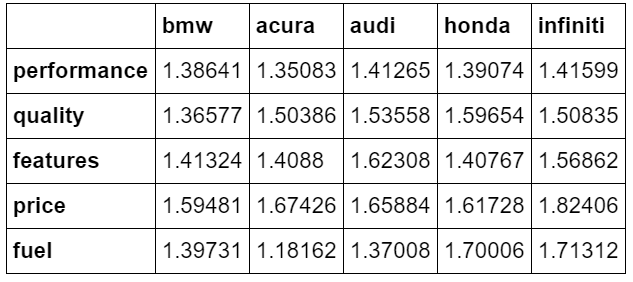 bmw acura audi honda infiniti
performance 1.38641 1.35083 1.41265 1.39074 1.41599
quality 1.36577 1.50386 1.53558 1.59654 1.50835
features 1.41324 1.4088 1.62308 1.40767 1.56862
price 1.59481 1.67426 1.65884 1.61728 1.82406
fuel 1.39731 1.18162 1.37008 1.70006 1.71312